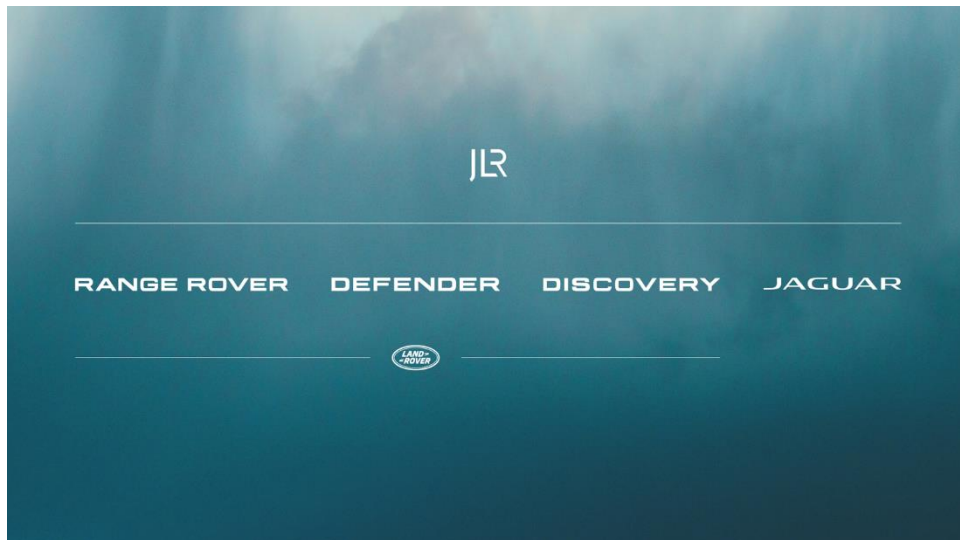 JLR
RANGE ROVER DEFENDER DISCOVERY JAGUAR
LAND-
-ROVER